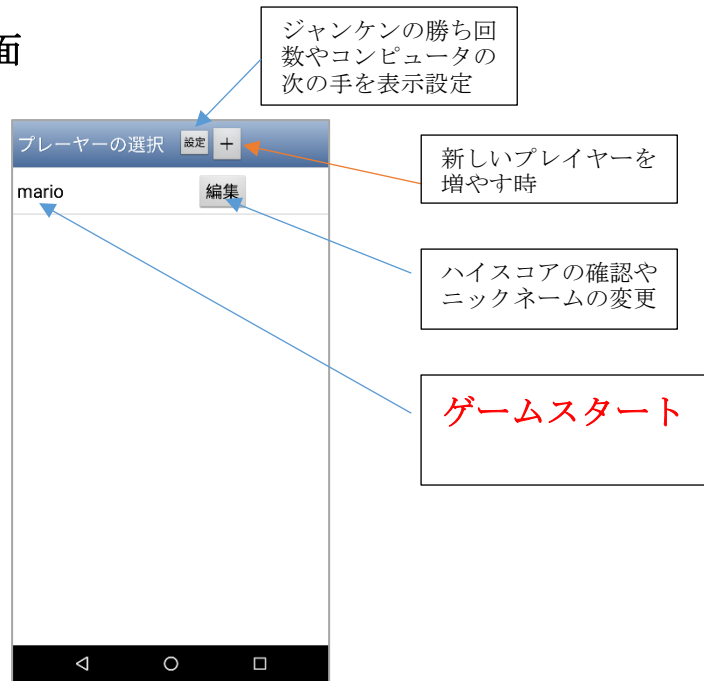 面
ジャンケンの勝ち回
数やコンピュータの
次の手を表示設定
プレーヤーの選択 設定 +
新しいプレイヤーを
増やす時
mario 編集
ハイスコアの確認や
ニックネームの変更
ゲームスタート